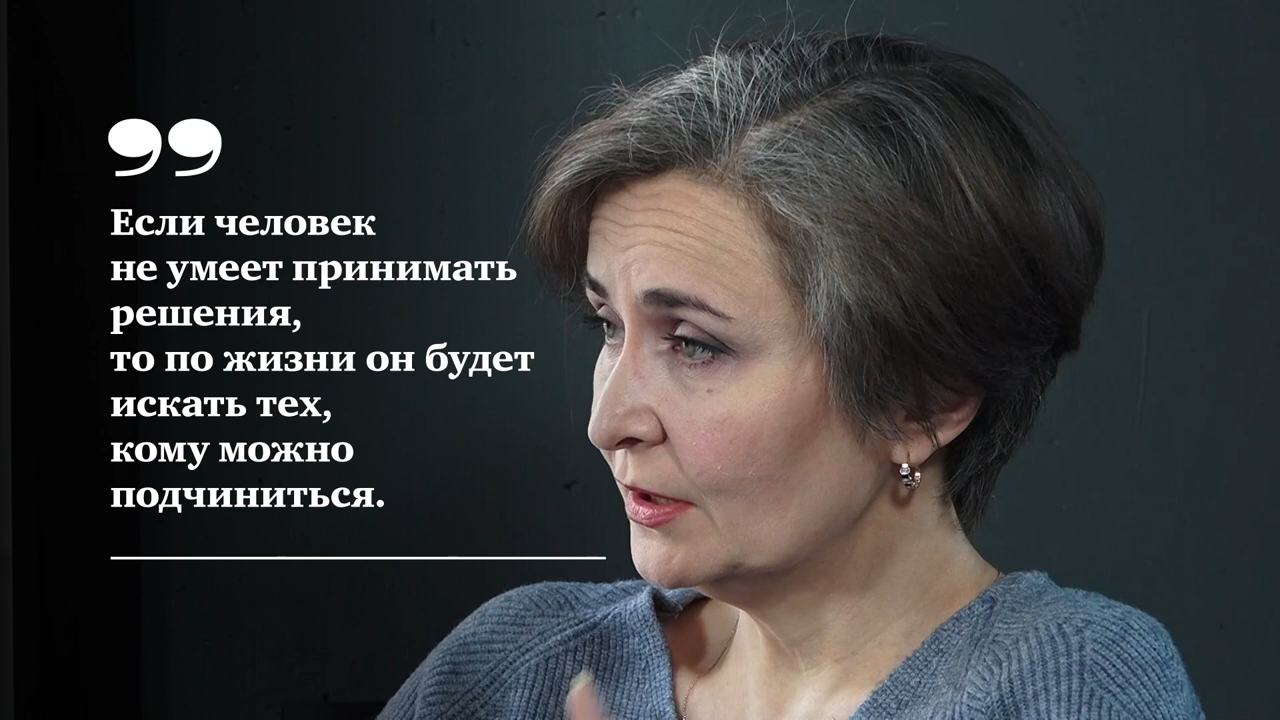 Если человек
не умеет принимать
решения,
то по жизни он будет
искать тех,
кому можно
подчиниться.